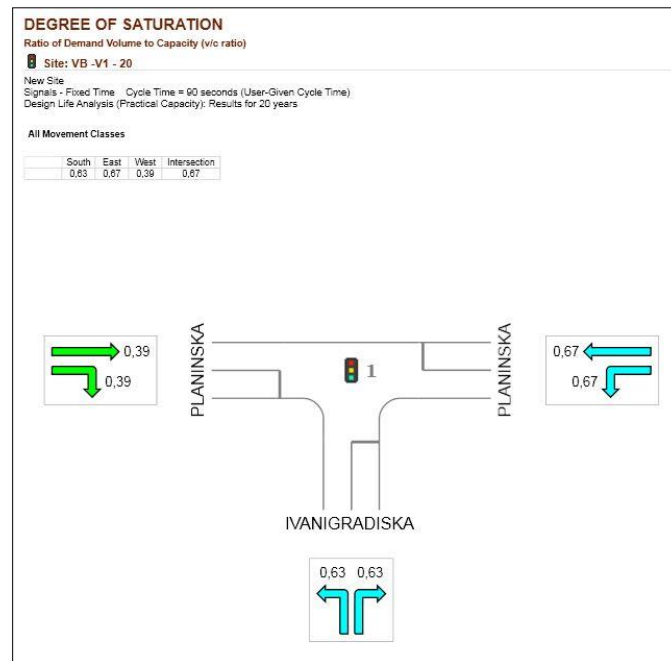 DEGREE OF SATURATION
Ratio of Demand Volume to Capacity (v/c ratio)
Site: VB -V1 - 20
New Site
Signals - Fixed Time Cycle Time = 90 seconds (User-Given Cycle Time)
Design Life Analysis (Practical Capacity): Results for 20 years
All Movement Classes
South East West Intersection
0,63 0,67 0,39 0,67
PLANINSKA
PLANINSKA
0,39
0,39
1
0,67
0,67
IVANIGRADISKA
0,63 0,63